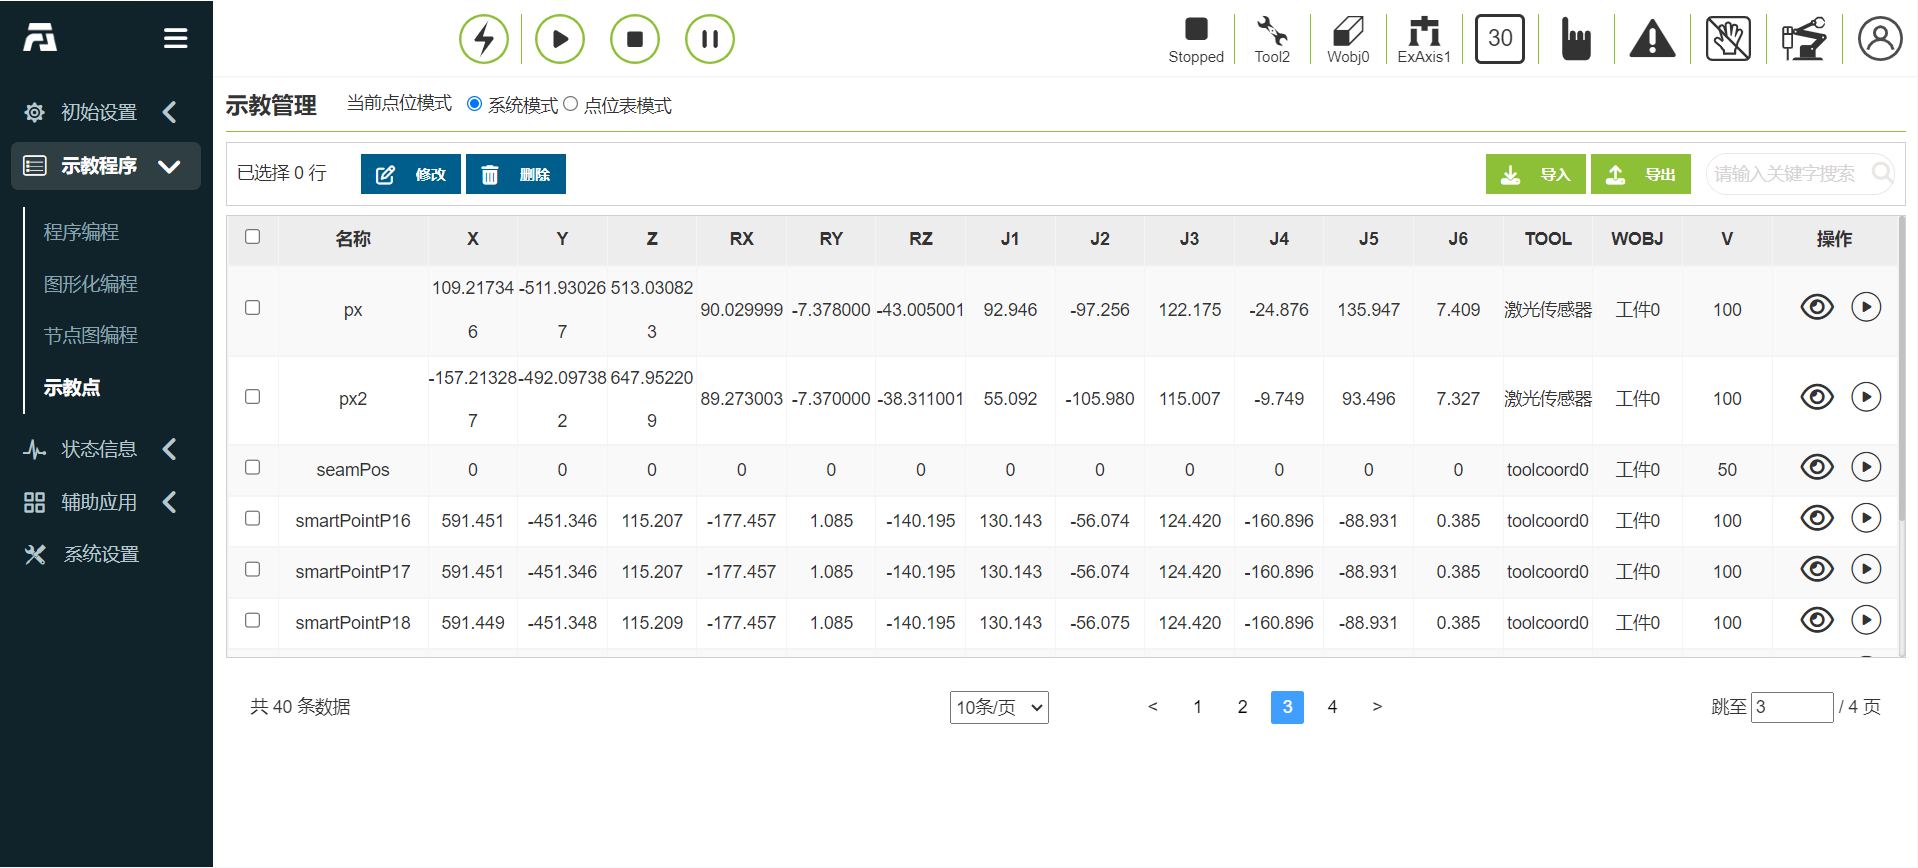 Stopped
Tool2
Wobj0
ExAxis1
30
初始设置
示教程序
程序编程
图形化编程
节点图编程
示教点
状态信息
辅助应用
系统设置
示教管理 当前点位模式 系统模式 点位表模式
已选择 0 行 修改 删除 导入 导出 请输入关键字搜索
名称 X Y Z RX RY RZ J1 J2 J3 J4 J5 J6 TOOL WOBJ V 操作
px 109.217346 -511.930267 513.030823 90.029999 -7.378000 -43.005001 92.946 -97.256 122.175 -24.876 135.947 7.409 激光传感器 工件0 100
px2 -157.213287 -492.097382 647.952209 89.273003 -7.370000 -38.311001 55.092 -105.980 115.007 -9.749 93.496 7.327 激光传感器 工件0 100
seamPos 0 0 0 0 0 0 0 0 0 0 0 0 toolcoord0 工件0 50
smartPointP16 591.451 -451.346 115.207 -177.457 1.085 -140.195 130.143 -56.074 124.420 -160.896 -88.931 0.385 toolcoord0 工件0 100
smartPointP17 591.451 -451.346 115.207 -177.457 1.085 -140.195 130.143 -56.074 124.420 -160.896 -88.931 0.385 toolcoord0 工件0 100
smartPointP18 591.449 -451.348 115.209 -177.457 1.085 -140.195 130.143 -56.075 124.420 -160.896 -88.931 0.385 toolcoord0 工件0 100
共 40 条数据 10条/页 < 1 2 3 4 > 跳至 3 / 4 页